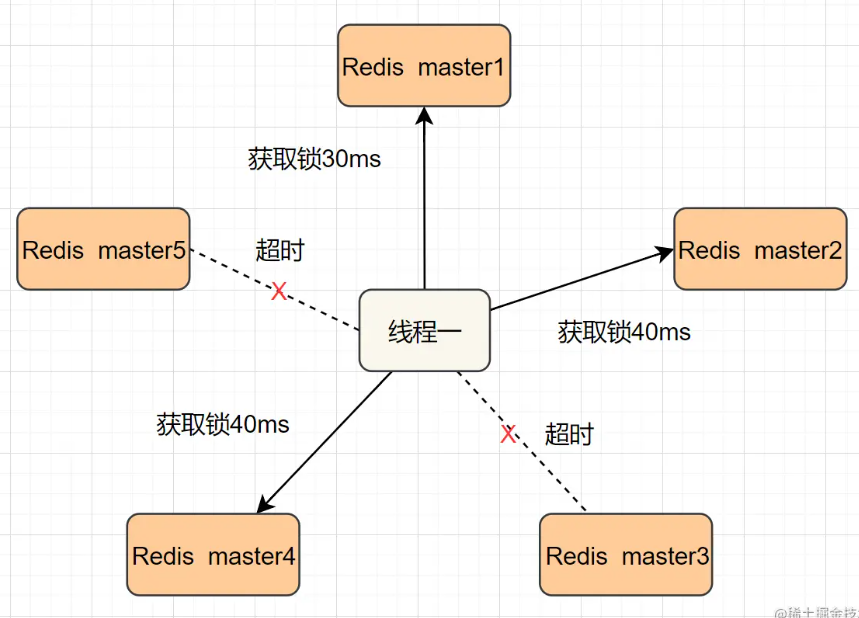 Redis master1
获取锁30ms
Redis master5
超时
Redis master2
线程一
获取锁40ms
获取锁40ms
X
X
超时
Redis master4
Redis master3
@稀土掘金技